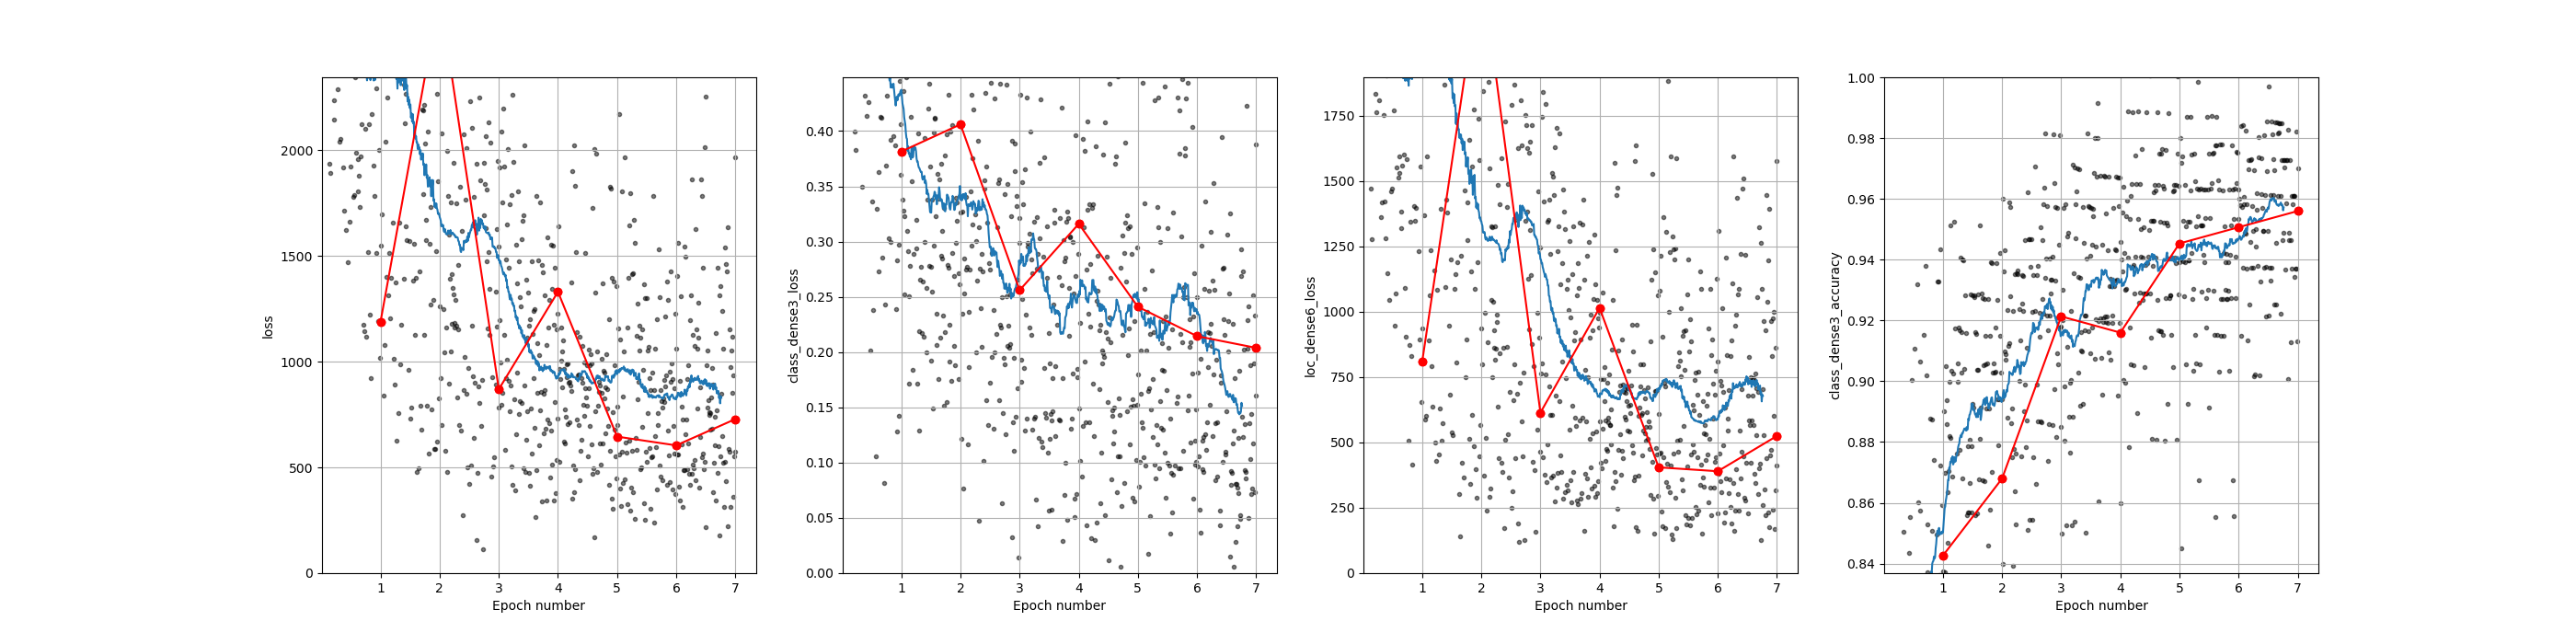 loss
2000
1500
1000
500
0
1 2 3 4 5 6 7
Epoch number
class_dense3_loss
0.40
0.35
0.30
0.25
0.20
0.15
0.10
0.05
0.00
1 2 3 4 5 6 7
Epoch number
loc_dense6_loss
1750
1500
1250
1000
750
500
250
0
1 2 3 4 5 6 7
Epoch number
class_dense3_accuracy
1.00
0.98
0.96
0.94
0.92
0.90
0.88
0.86
0.84
1 2 3 4 5 6 7
Epoch number